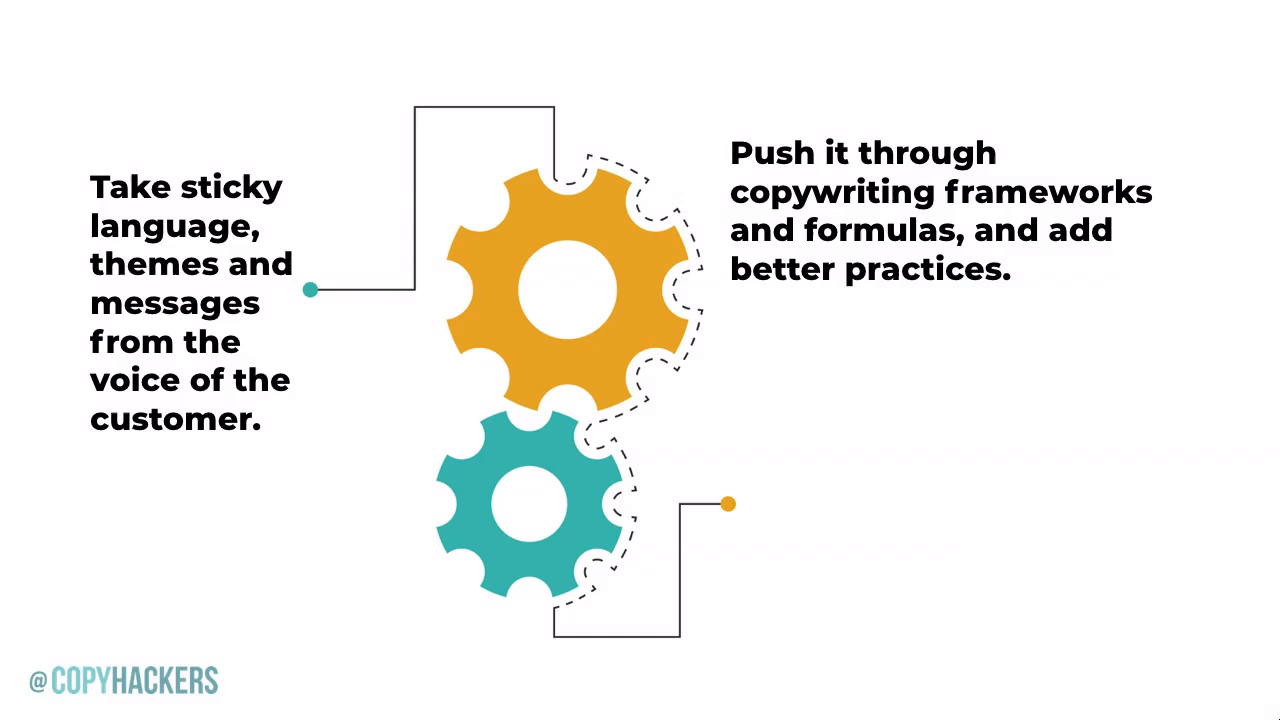 Take sticky
language,
themes and
messages
from the
voice of the
customer.
Push it through
copywriting frameworks
and formulas, and add
better practices.
@COPYHACKERS